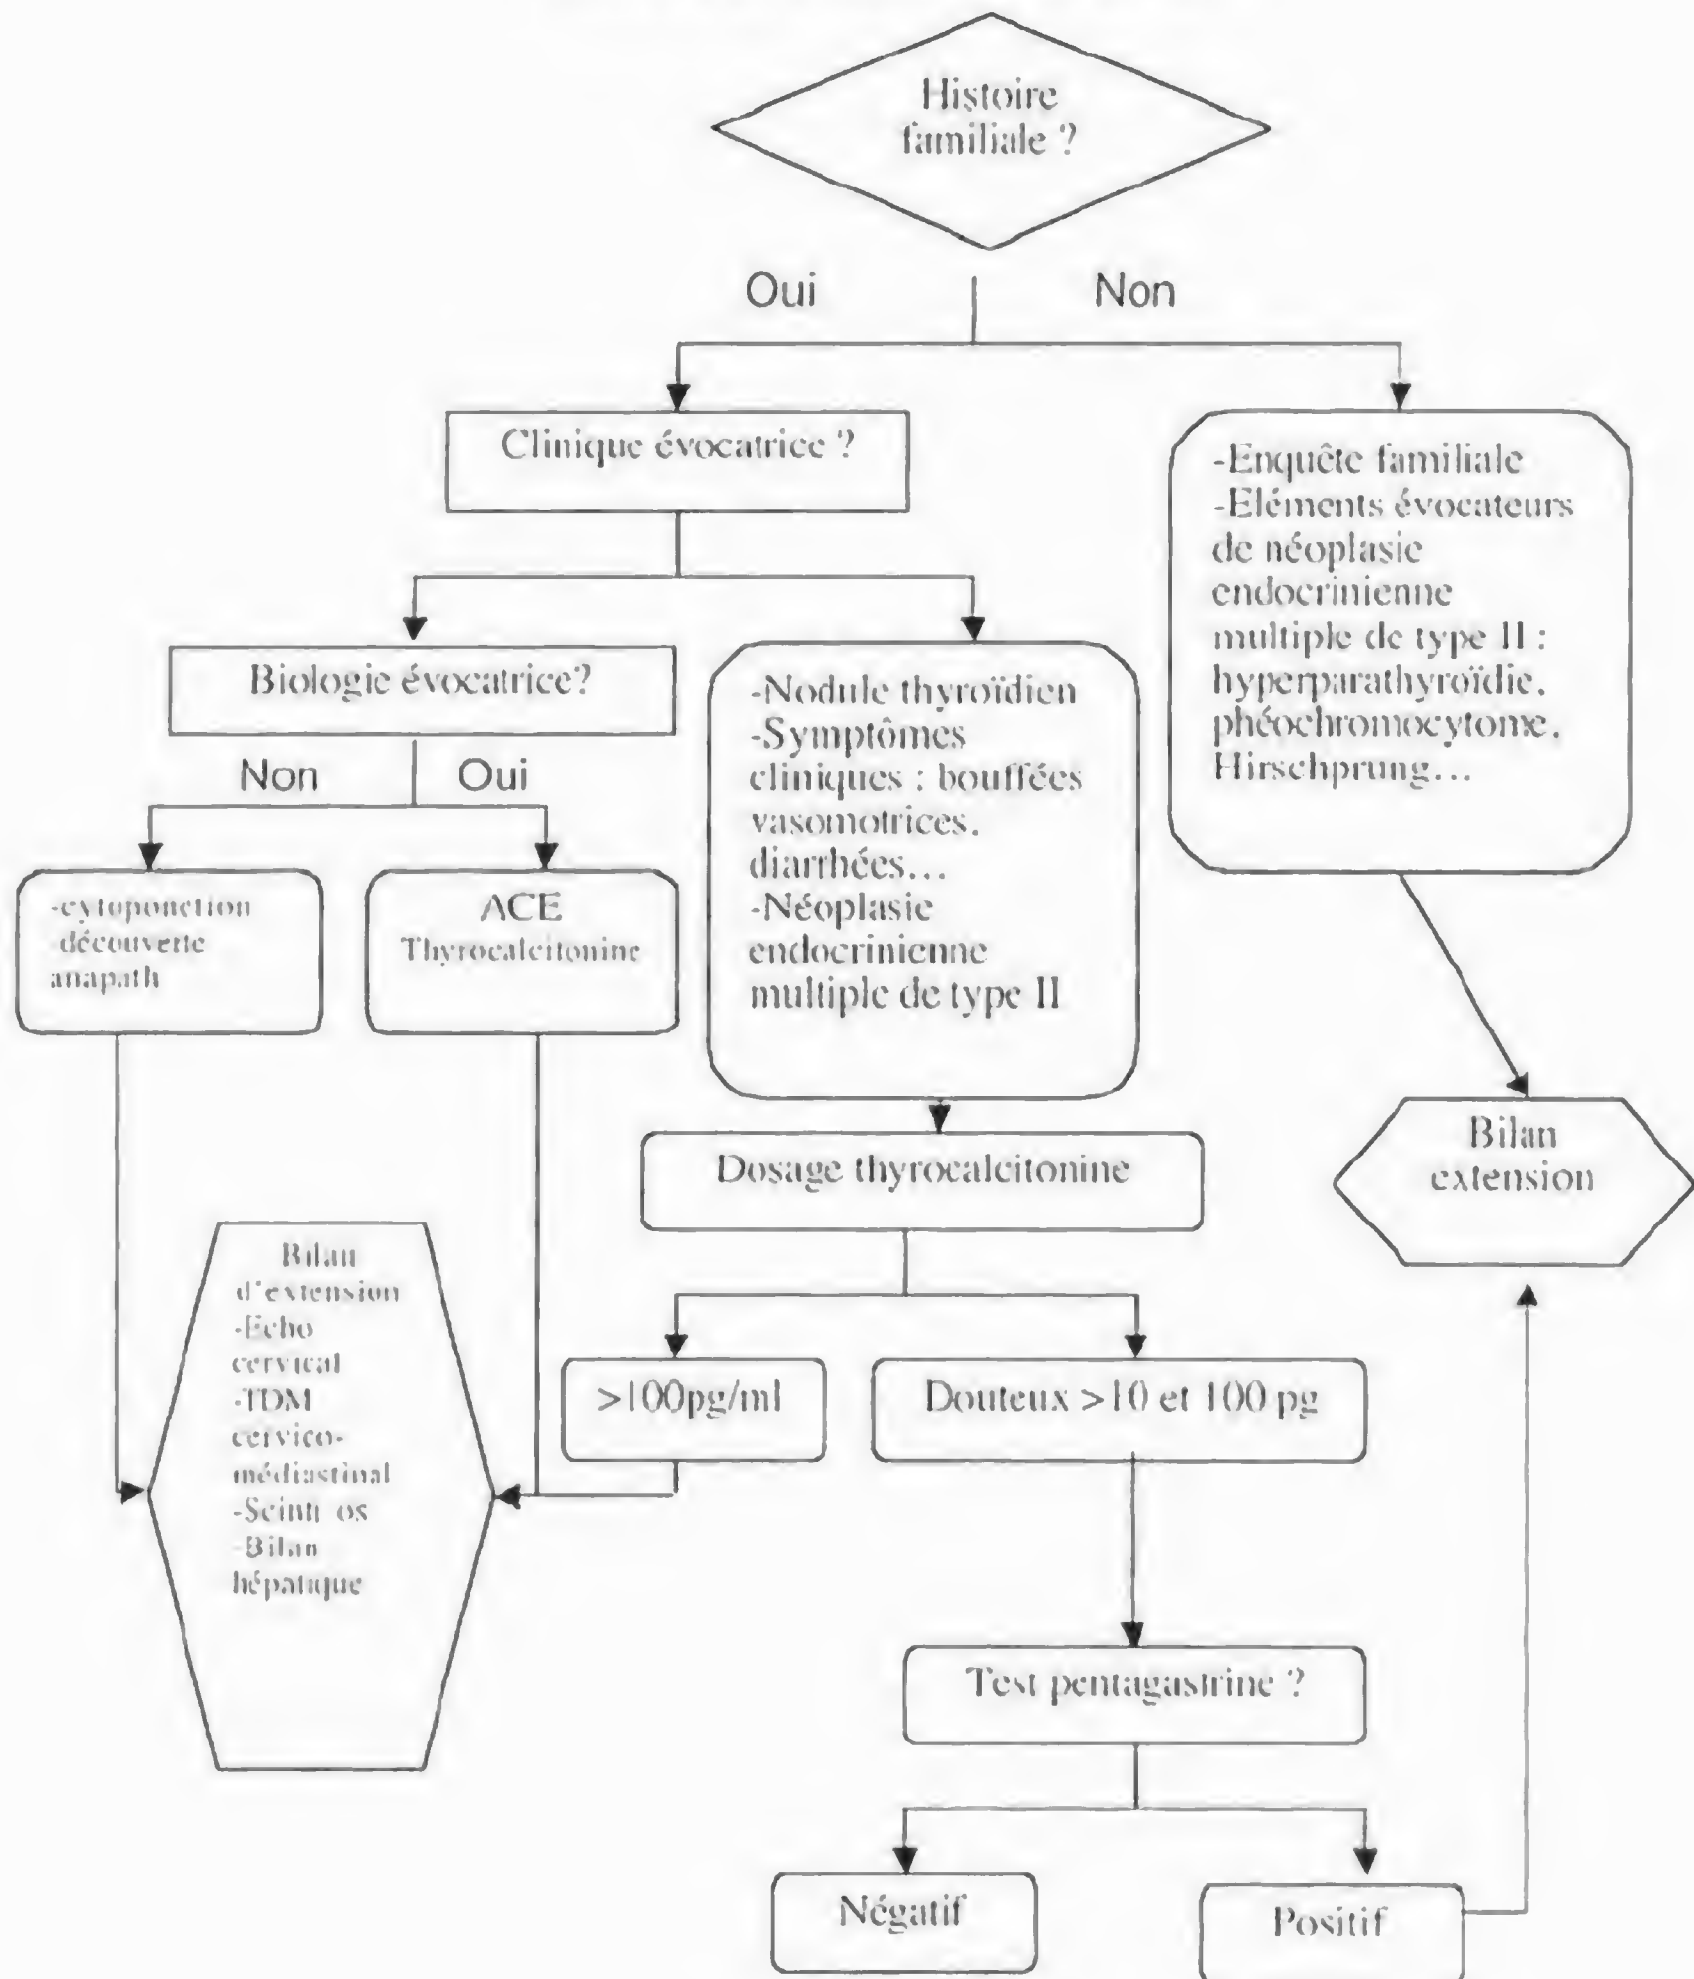 Histoire
familiale ?
Oui
Non
Clinique évocatrice ?
-Enquête familiale
-Eléments évocateurs
de néoplasie
endocrinienne
multiple de type II :
hyperparathyroïdie,
phéochromocytome,
Hirschprung...
Biologie évocatrice?
Non
Oui
-Nodule thyroïdien
-Symptômes
cliniques : bouffées
vasomotrices,
diarrhées...
-Néoplasie
endocrinienne
multiple de type II
-cytoponction
-découverte
anapath
ACE
Thyrocalcitonine
Dosage thyrocalcitonine
Bilan
extension
Bilan
d'extension
-Echo
cervical
-TDM
cervico-
médiastinal
-Scinti os
-Bilan
hépatique
>100pg/ml
Douteux >10 et 100 pg
Test pentagastrine ?
Négatif
Positif